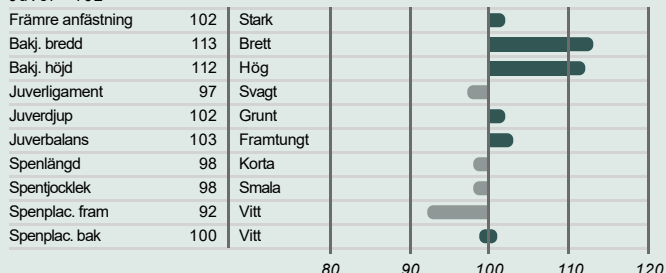 Främre anfästning 102 Stark
Bakj. bredd 113 Brett
Bakj. höjd 112 Hög
Juverligament 97 Svagt
Juverdjup 102 Grunt
Juverbalans 103 Framtungt
Spenlängd 98 Korta
Spentjocklek 98 Smala
Spenplac. fram 92 Vitt
Spenplac. bak 100 Vitt
80 90 100 110 120